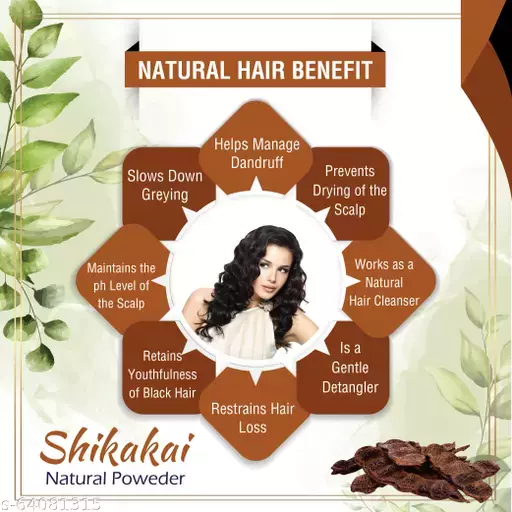 NATURAL HAIR BENEFIT
Helps Manage
Dandruff
Slows Down
Greying
Prevents
Drying of the
Scalp
Maintains the
ph Level of
the Scalp
Works as a
Natural
Hair Cleanser
Retains
Youthfulness
of Black Hair
Is a
Gentle
Detangler
Restrains Hair
Loss
Shikakai
Natural Poweder
s-64081315